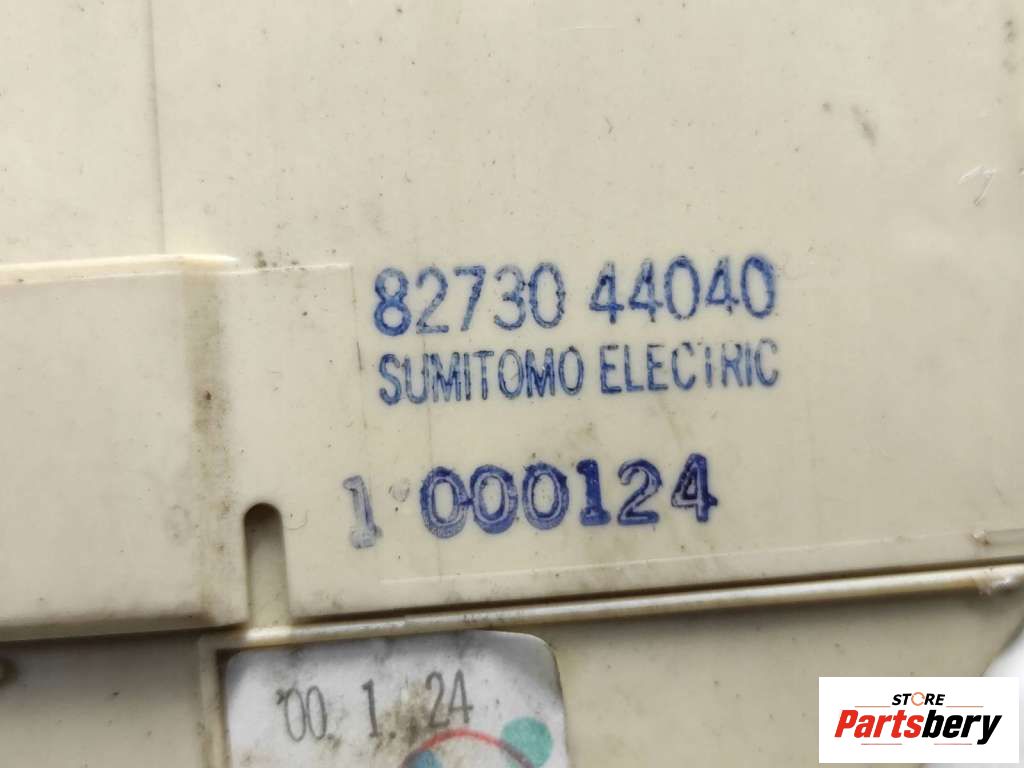 82730 44040
SUMITOMO ELECTRIC
1 000124
'00. 1. 24
STORE
Partsbery